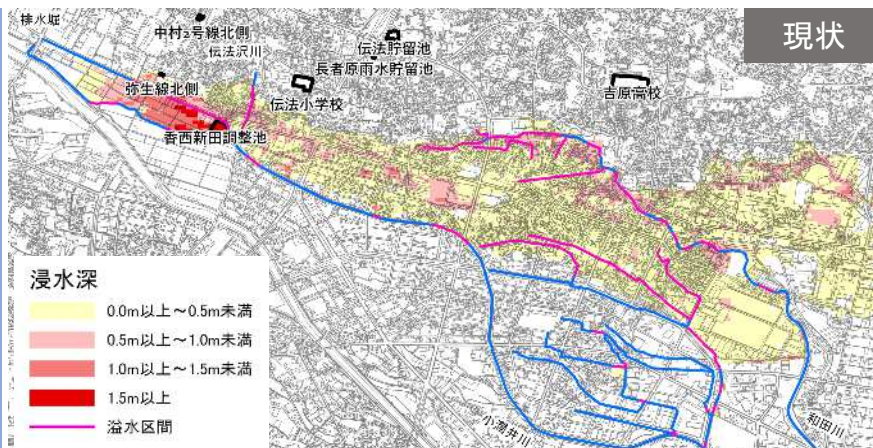 排水堀
中村2号線北側
伝法沢川
伝法貯留池
長者原雨水貯留池
現状
弥生線北側
伝法小学校
吉原高校
香西新田調整池
浸水深
0.0m以上～0.5m未満
0.5m以上～1.0m未満
1.0m以上～1.5m未満
1.5m以上
溢水区間
小潤井川
和田川